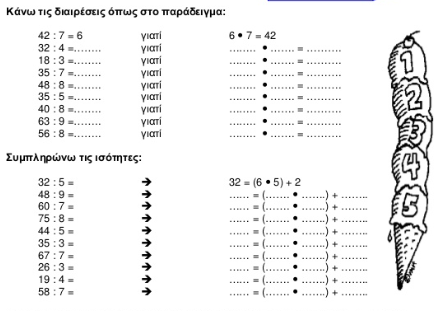 Κάνω τις διαιρέσεις όπως στο παράδειγμα:
42 : 7 = 6 γιατί 6 • 7 = 42
32 : 4 =........ γιατί ........ • ....... = ..........
18 : 3 =........ γιατί ........ • ....... = ..........
35 : 7 =........ γιατί ........ • ....... = ..........
48 : 8 =........ γιατί ........ • ....... = ..........
35 : 5 =........ γιατί ........ • ....... = ..........
40 : 8 =........ γιατί ........ • ....... = ..........
63 : 9 =........ γιατί ........ • ....... = ..........
56 : 8 =........ γιατί ........ • ....... = ..........
Συμπληρώνω τις ισότητες:
32 : 5 = ➔ 32 = (6 • 5) + 2
48 : 9 = ➔ ...... = (....... • .......) + ........
60 : 7 = ➔ ...... = (....... • .......) + ........
75 : 8 = ➔ ...... = (....... • .......) + ........
44 : 5 = ➔ ...... = (....... • .......) + ........
35 : 3 = ➔ ...... = (....... • .......) + ........
67 : 7 = ➔ ...... = (....... • .......) + ........
26 : 3 = ➔ ...... = (....... • .......) + ........
19 : 4 = ➔ ...... = (....... • .......) + ........
58 : 7 = ➔ ...... = (....... • .......) + ........
1
2
3
4
5